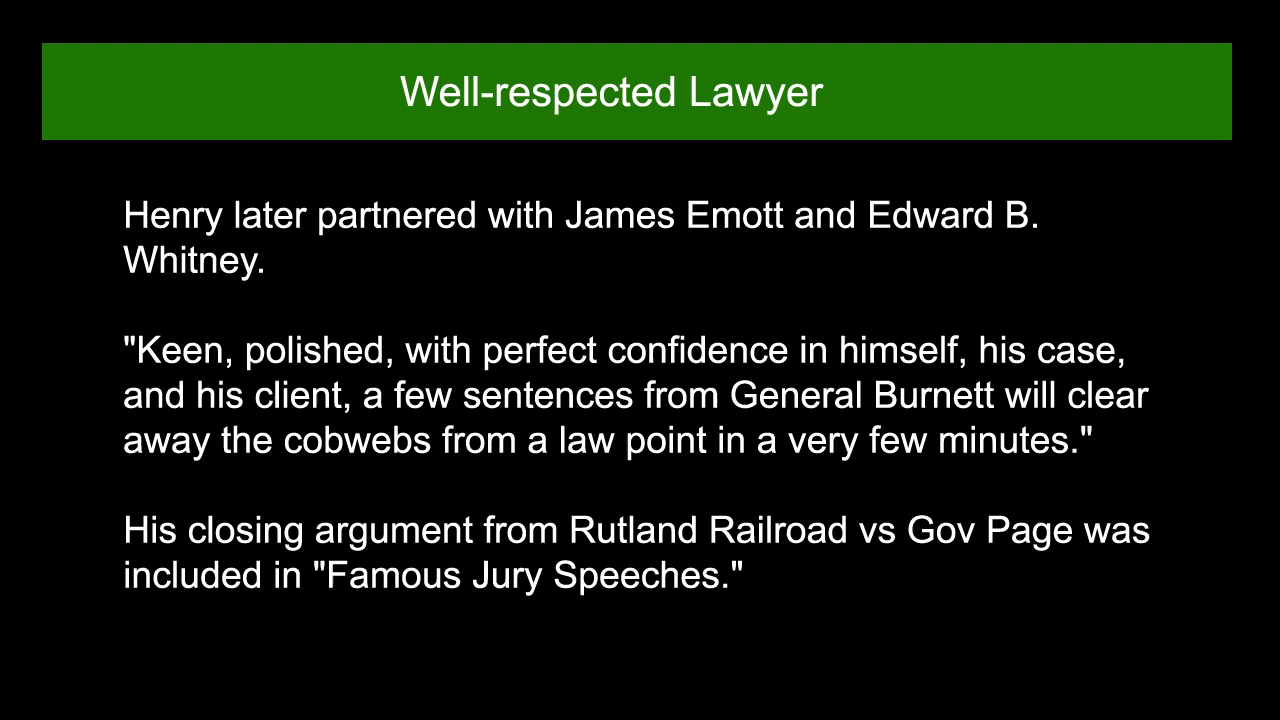 Well-respected Lawyer
Henry later partnered with James Emott and Edward B.
Whitney.
"Keen, polished, with perfect confidence in himself, his case,
and his client, a few sentences from General Burnett will clear
away the cobwebs from a law point in a very few minutes."
His closing argument from Rutland Railroad vs Gov Page was
included in "Famous Jury Speeches."